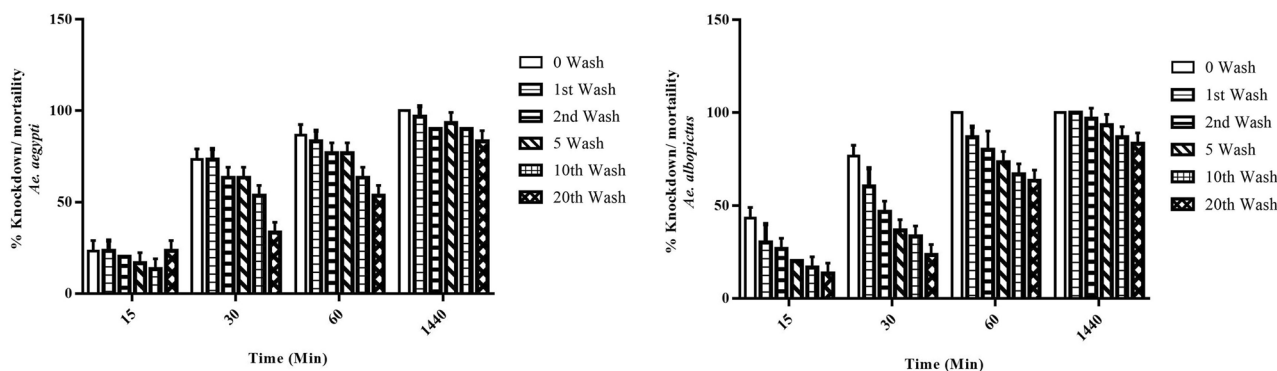 150
100
50
0
% Knockdown/ mortaility
Ae. aegypti
15
30
60
1440
Time (Min)
0 Wash
1st Wash
2nd Wash
5 Wash
10th Wash
20th Wash
150
100
50
0
% Knockdown/ mortaility
Ae. albopictus
15
30
60
1440
Time (Min)
0 Wash
1st Wash
2nd Wash
5 Wash
10th Wash
20th Wash